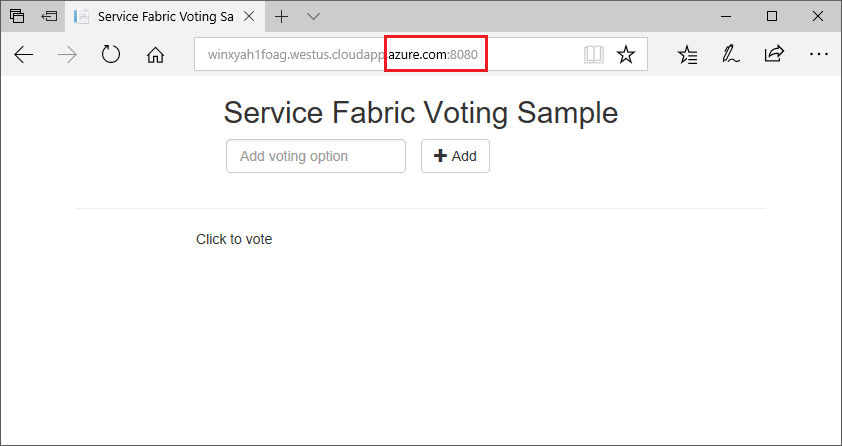 Service Fabric Voting Sa
winxyah1foag.westus.cloudapp.azure.com:8080
Service Fabric Voting Sample
Add voting option
Add
Click to vote